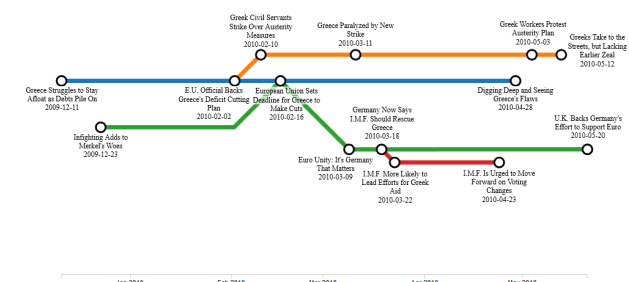 Greek Civil Servants
Strike Over Austerity
Measures
2010-02-10
Greece Paralyzed by New
Strike
2010-03-11
Greek Workers Protest
Austerity Plan
2010-05-03
Greeks Take to the
Streets, but Lacking
Earlier Zeal
2010-05-12
Greece Struggles to Stay
Afloat as Debts Pile On
2009-12-11
E.U. Official Backs
Greece's Deficit Cutting
Plan
2010-02-02
European Union Sets
Deadline for Greece to
Make Cuts
2010-02-16
Digging Deep and Seeing
Greece's Flaws
2010-04-28
Infighting Adds to
Merkel's Woes
2009-12-23
Germany Now Says
I.M.F. Should Rescue
Greece
2010-03-18
U.K. Backs Germany's
Effort to Support Euro
2010-05-20
Euro Unity: It's Germany
That Matters
2010-03-09
I.M.F. More Likely to
Lead Efforts for Greek
Aid
2010-03-22
I.M.F. Is Urged to Move
Forward on Voting
Changes
2010-04-23